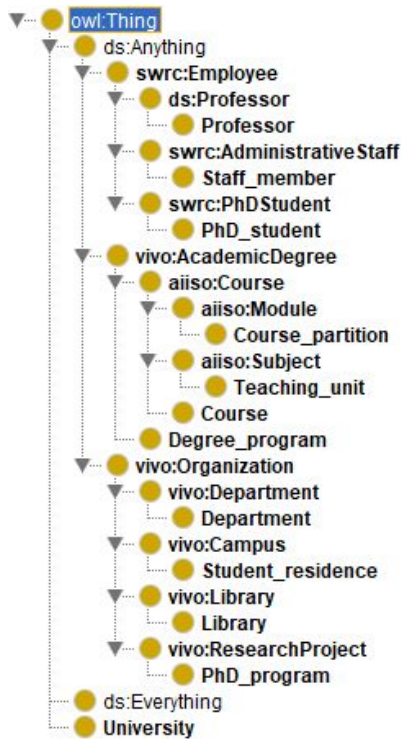 owl:Thing
ds:Anything
swrc:Employee
ds:Professor
Professor
swrc:AdministrativeStaff
Staff_member
swrc:PhDStudent
PhD_student
vivo:AcademicDegree
aiiso:Course
aiiso:Module
Course_partition
aiiso:Subject
Teaching_unit
Course
Degree_program
vivo:Organization
vivo:Department
Department
vivo:Campus
Student_residence
vivo:Library
Library
vivo:ResearchProject
PhD_program
ds:Everything
University